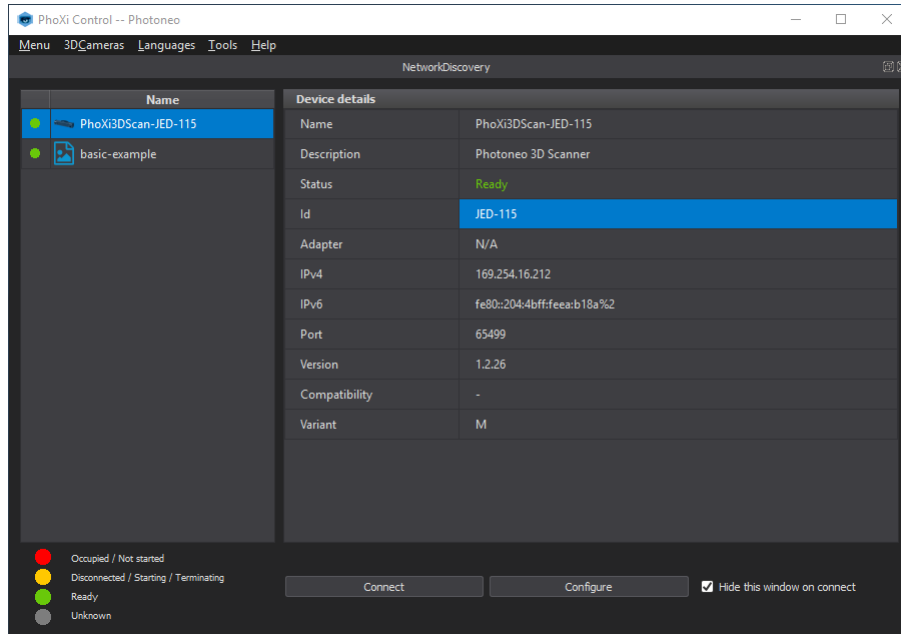 PhoXi Control -- Photoneo
Menu 3DCameras Languages Tools Help
NetworkDiscovery
Name
PhoXi3DScan-JED-115
basic-example
Device details
Name PhoXi3DScan-JED-115
Description Photoneo 3D Scanner
Status Ready
Id JED-115
Adapter N/A
IPv4 169.254.16.212
IPv6 fe80::204:4bff:feea:b18a%2
Port 65499
Version 1.2.26
Compatibility -
Variant M
Occupied / Not started
Disconnected / Starting / Terminating
Ready
Unknown
Connect Configure Hide this window on connect